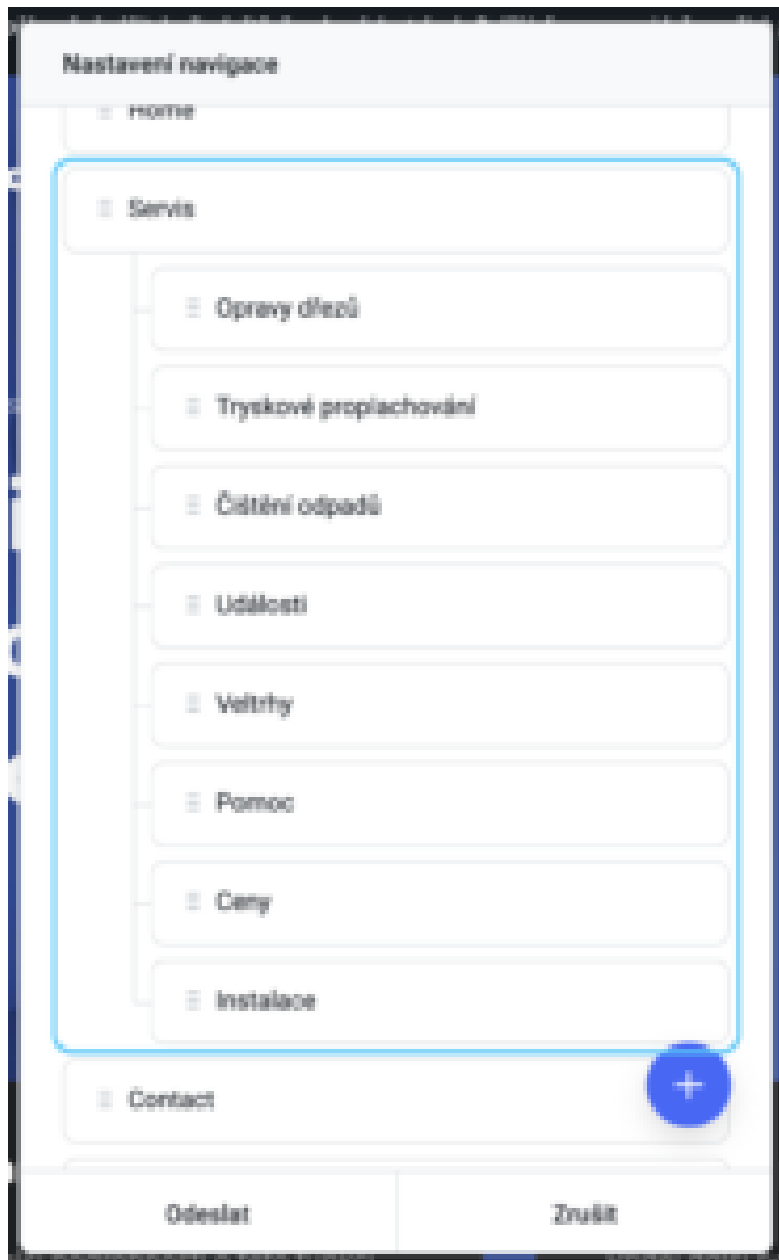 Nastavení navigace
Home
Servis
Opravy dřezů
Tryskové proplachování
Čištění odpadů
Události
Veltrhy
Pomoc
Ceny
Instalace
Contact
Odeslat
Zrušit